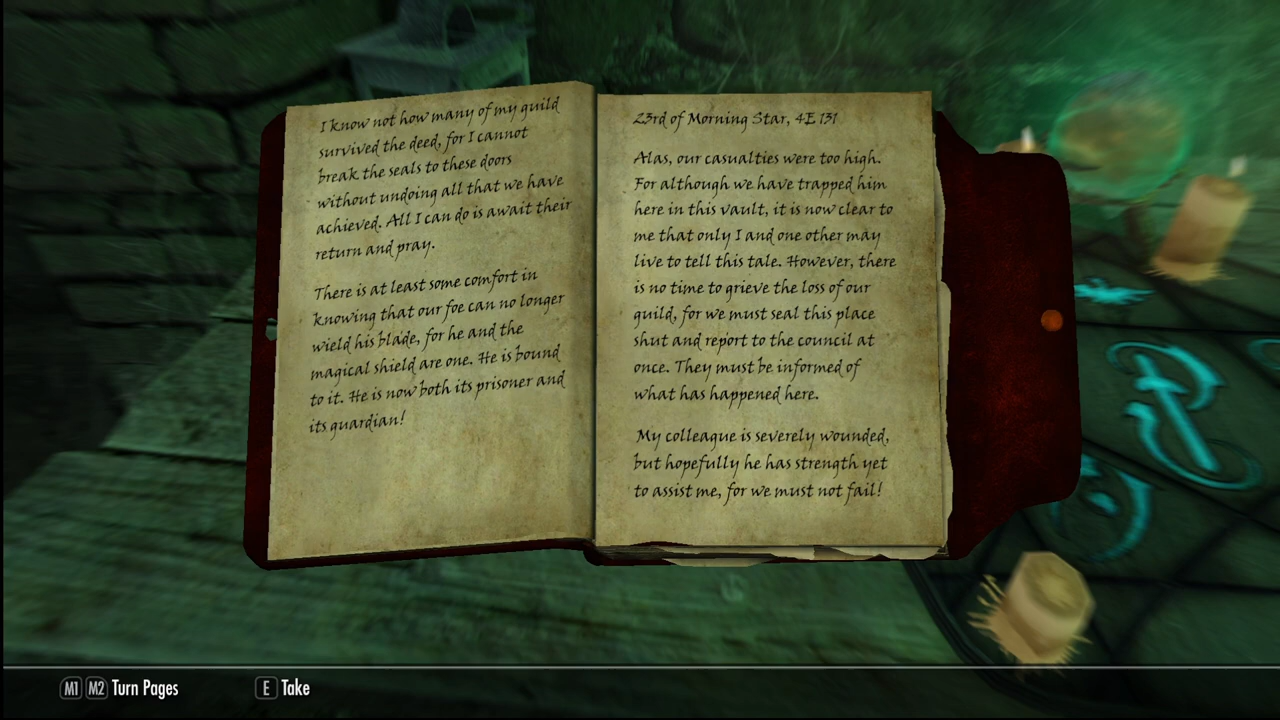 I know not how many of my guild
survived the deed, for I cannot
break the seals to these doors
without undoing all that we have
achieved. All I can do is await their
return and pray.
There is at least some comfort in
knowing that our foe can no longer
wield his blade, for he and the
magical shield are one. He is bound
to it. He is now both its prisoner and
its guardian!
23rd of Morning Star, 4E 131
Alas, our casualties were too high.
For although we have trapped him
here in this vault, it is now clear to
me that only I and one other may
live to tell this tale. However, there
is no time to grieve the loss of our
guild, for we must seal this place
shut and report to the council at
once. They must be informed of
what has happened here.
My colleague is severely wounded,
but hopefully he has strength yet
to assist me, for we must not fail!
M1 M2 Turn Pages E Take